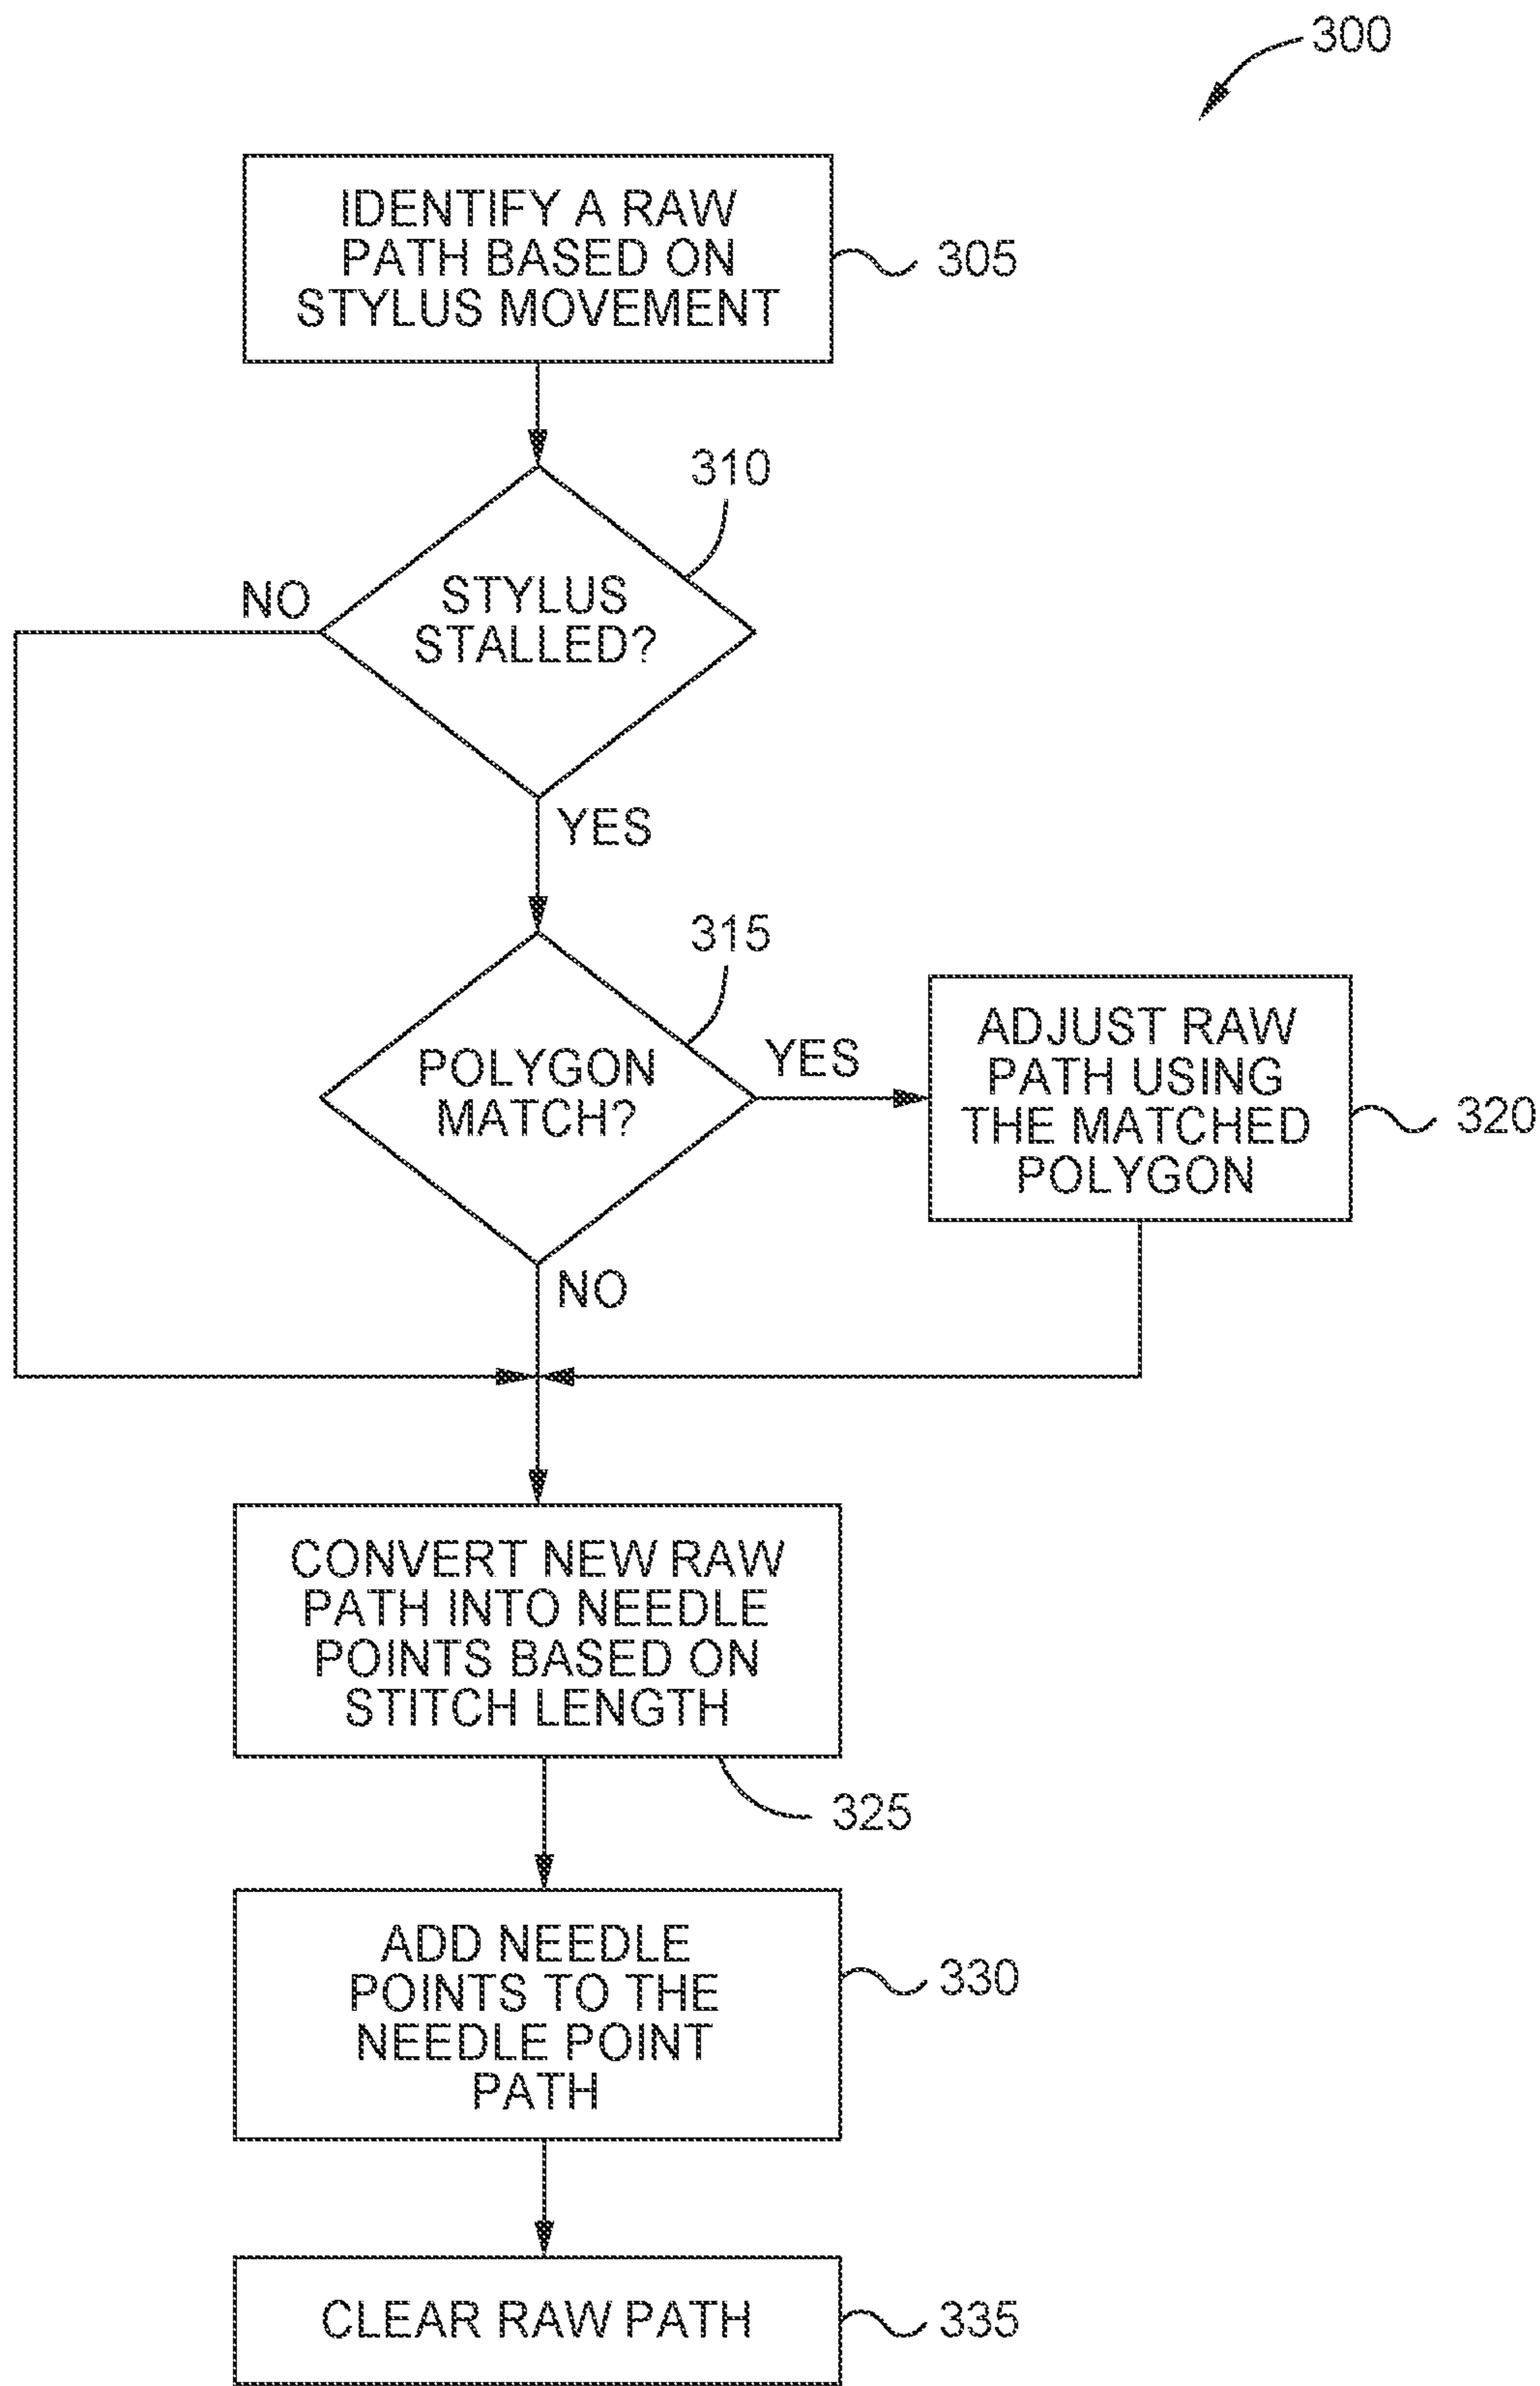 300
IDENTIFY A RAW
PATH BASED ON
STYLUS MOVEMENT
305
310
STYLUS
STALLED?
NO
YES
315
POLYGON
MATCH?
YES
ADJUST RAW
PATH USING
THE MATCHED
POLYGON
320
NO
CONVERT NEW RAW
PATH INTO NEEDLE
POINTS BASED ON
STITCH LENGTH
325
ADD NEEDLE
POINTS TO THE
NEEDLE POINT
PATH
330
CLEAR RAW PATH
335